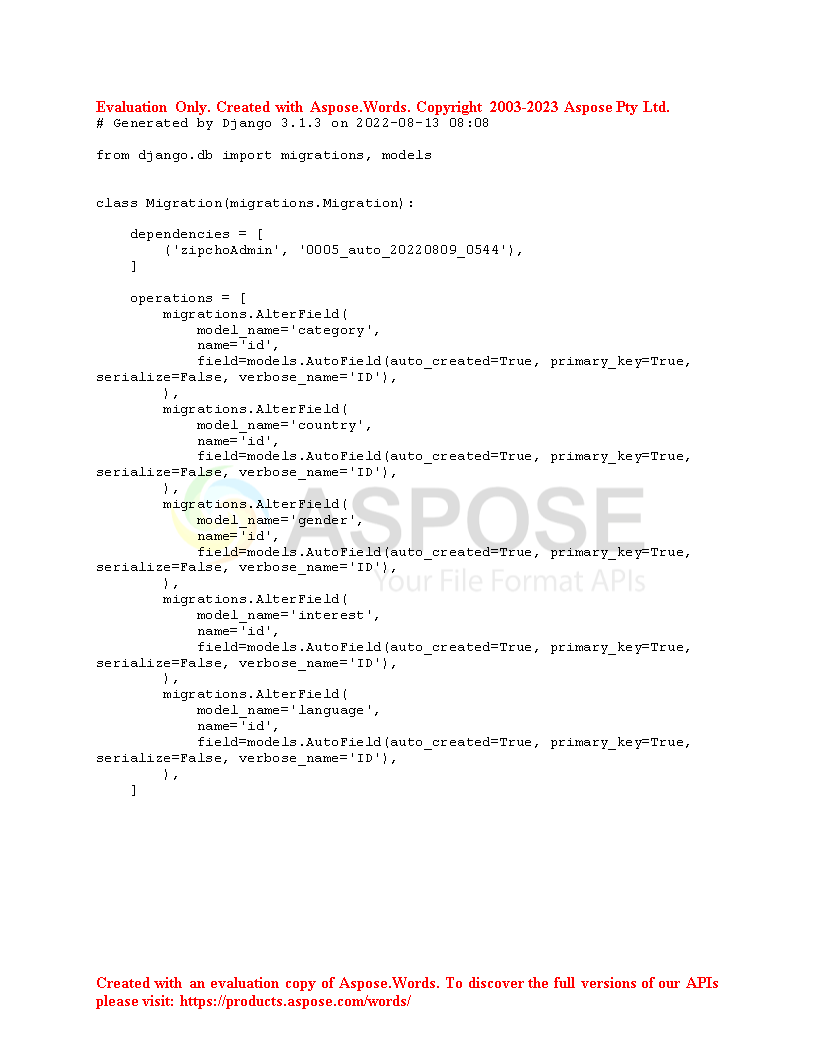 Evaluation Only. Created with Aspose.Words. Copyright 2003-2023 Aspose Pty Ltd.
# Generated by Django 3.1.3 on 2022-08-13 08:08

from django.db import migrations, models


class Migration(migrations.Migration):

    dependencies = [
        ('zipchoAdmin', '0005_auto_20220809_0544'),
    ]

    operations = [
        migrations.AlterField(
            model_name='category',
            name='id',
            field=models.AutoField(auto_created=True, primary_key=True,
serialize=False, verbose_name='ID'),
        ),
        migrations.AlterField(
            model_name='country',
            name='id',
            field=models.AutoField(auto_created=True, primary_key=True,
serialize=False, verbose_name='ID'),
        ),
        migrations.AlterField(
            model_name='gender',
            name='id',
            field=models.AutoField(auto_created=True, primary_key=True,
serialize=False, verbose_name='ID'),
        ),
        migrations.AlterField(
            model_name='interest',
            name='id',
            field=models.AutoField(auto_created=True, primary_key=True,
serialize=False, verbose_name='ID'),
        ),
        migrations.AlterField(
            model_name='language',
            name='id',
            field=models.AutoField(auto_created=True, primary_key=True,
serialize=False, verbose_name='ID'),
        ),
    ]
ASPOSE
Your File Format APIs
Created with an evaluation copy of Aspose.Words. To discover the full versions of our APIs
please visit: https://products.aspose.com/words/